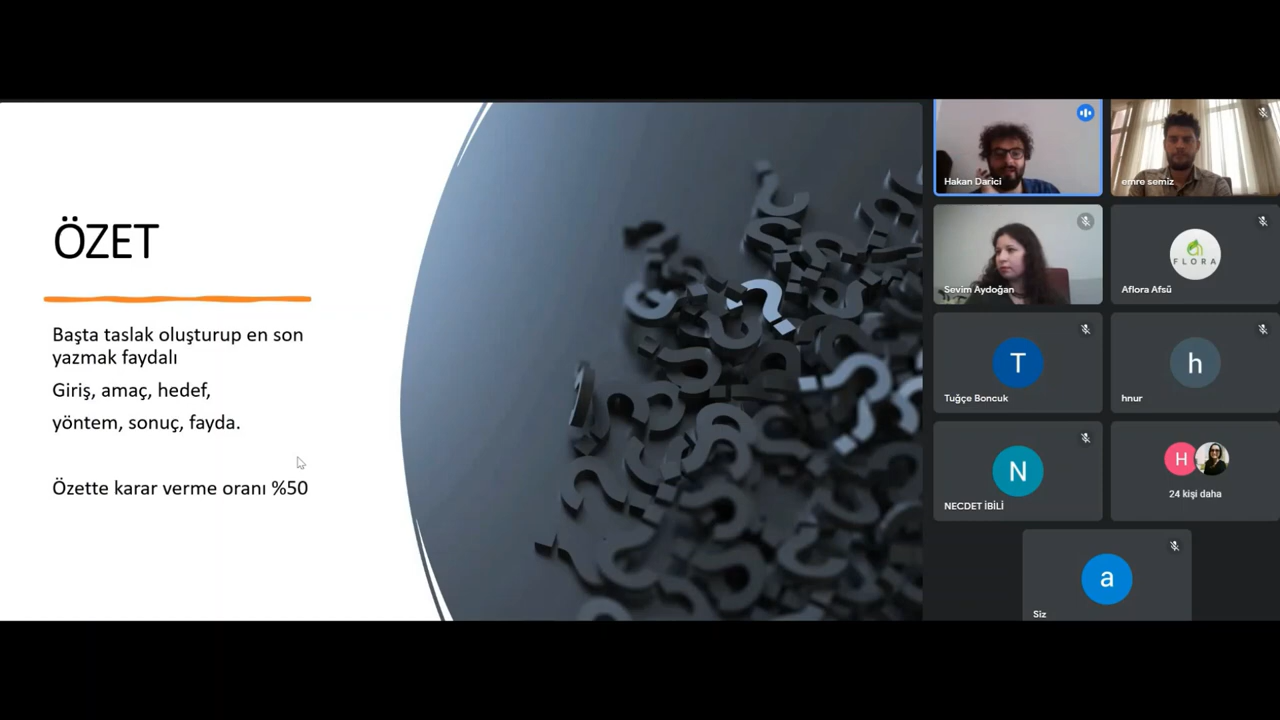 ÖZET
Başta taslak oluşturup en son
yazmak faydalı
Giriş, amaç, hedef,
yöntem, sonuç, fayda.
Özette karar verme oranı %50
Hakan Darici
emre semiz
Sevim Aydoğan
FLORA
Aflora Afsü
T
Tuğçe Boncuk
h
hnur
N
NECDET İBİLİ
H
24 kişi daha
a
Siz